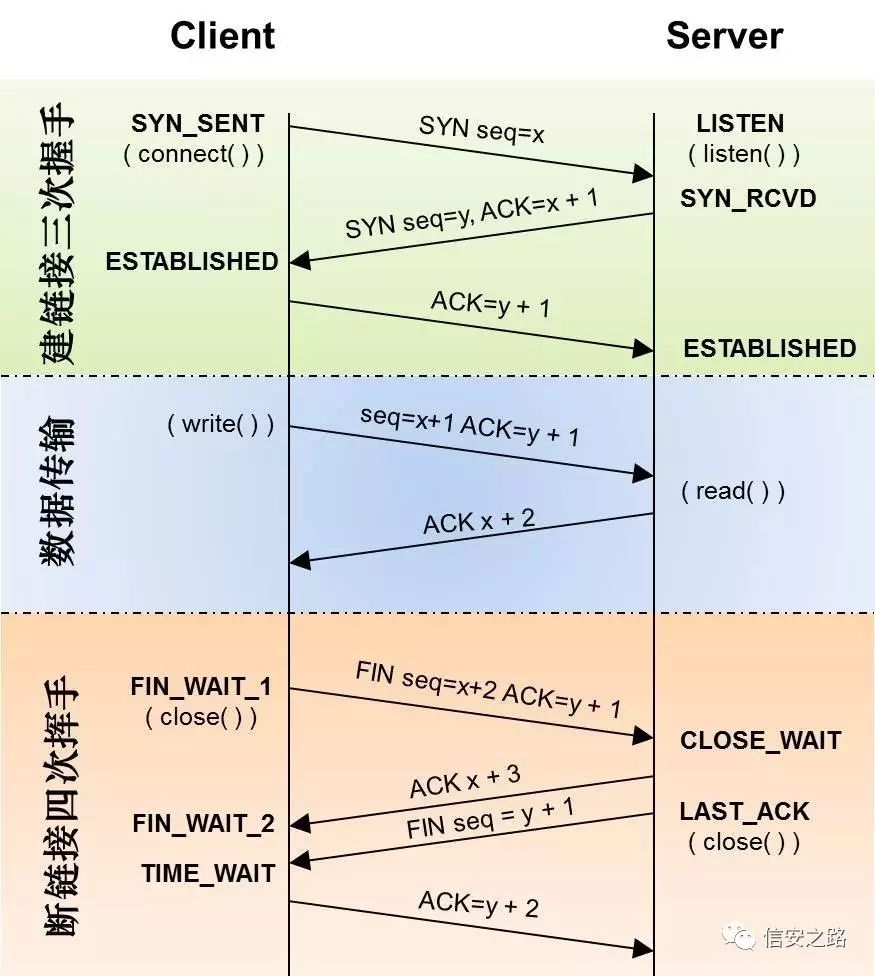 Client
Server
建链接三次握手
SYN_SENT
( connect( ) )
SYN seq=x
LISTEN
( listen( ) )
SYN_RCVD
SYN seq=y, ACK=x + 1
ESTABLISHED
ACK=y + 1
ESTABLISHED
数据传输
( write( ) )
seq=x+1 ACK=y + 1
( read( ) )
ACK x + 2
断链接四次挥手
FIN_WAIT_1
( close( ) )
FIN seq=x+2 ACK=y + 1
CLOSE_WAIT
ACK x + 3
FIN_WAIT_2
FIN seq = y + 1
LAST_ACK
( close( ) )
TIME_WAIT
ACK=y + 2
信安之路